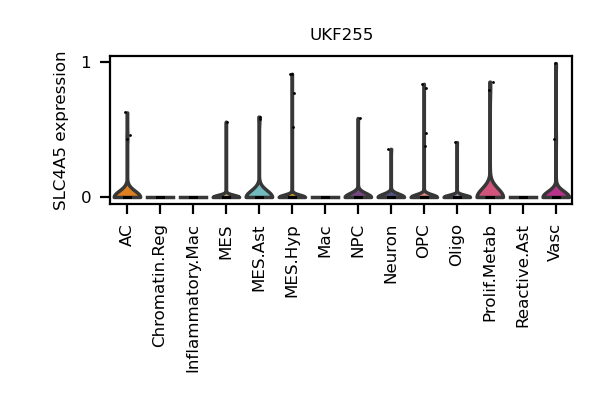 UKF255
SLC4A5 expression
1
0
AC
Chromatin.Reg
Inflammatory.Mac
MES
MES.Ast
MES.Hyp
Mac
NPC
Neuron
OPC
Oligo
Prolif.Metab
Reactive.Ast
Vasc